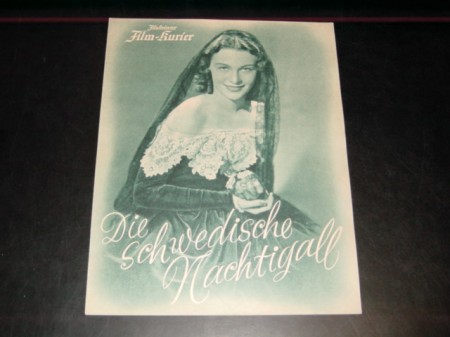 Illustrierter
Film-Kurier
Die
schwedische
Nachtigall